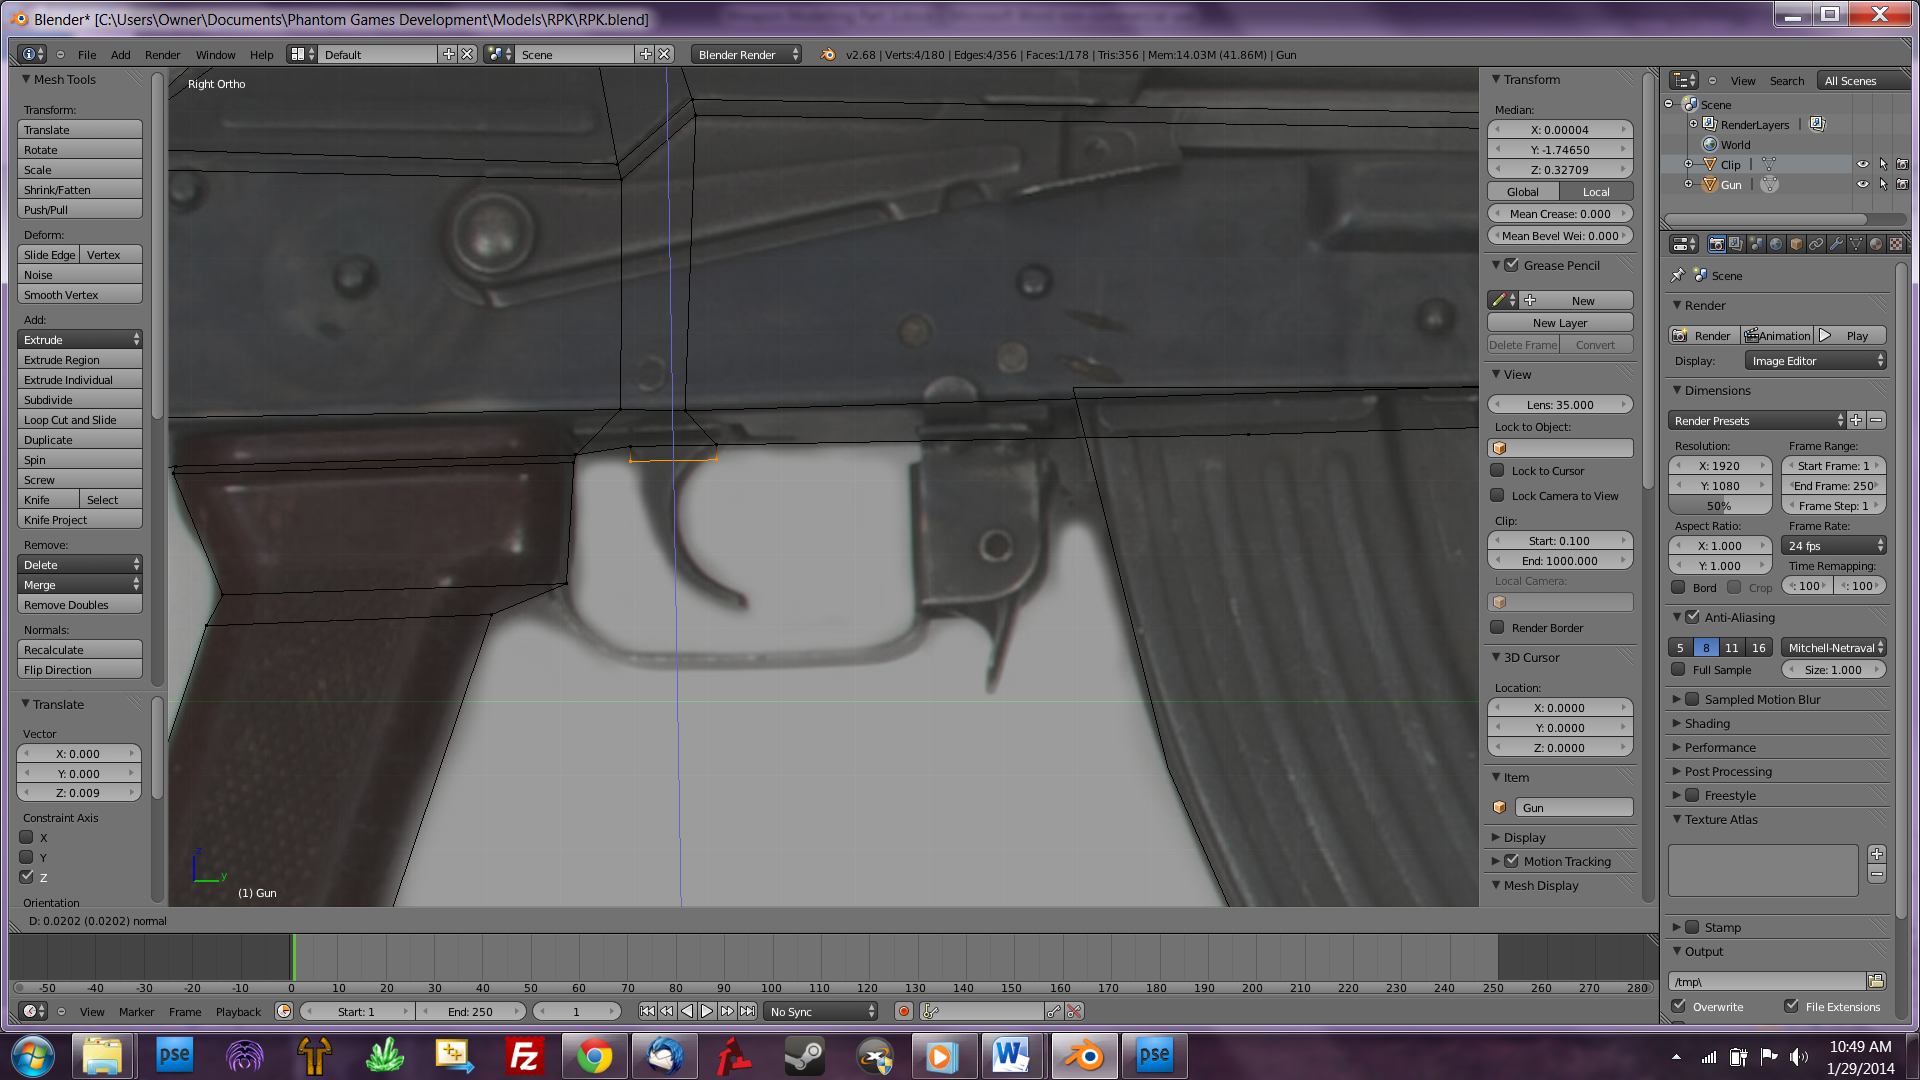 Blender* [C:\Users\Owner\Documents\Phantom Games Development\Models\RPK\RPK.blend]
File Add Render Window Help Default Scene Blender Render v2.68 | Verts:4/180 | Edges:4/356 | Faces:1/178 | Tris:356 | Mem:14.03M (41.86M) | Gun
Mesh Tools
Transform:
Translate
Rotate
Scale
Shrink/Fatten
Push/Pull
Deform:
Slide Edge Vertex
Noise
Smooth Vertex
Add:
Extrude
Extrude Region
Extrude Individual
Subdivide
Loop Cut and Slide
Duplicate
Spin
Screw
Knife Select
Knife Project
Remove:
Delete
Merge
Remove Doubles
Normals:
Recalculate
Flip Direction
Translate
Vector
X: 0.000
Y: 0.000
Z: 0.009
Constraint Axis
X
Y
Z
Orientation
Right Ortho
z
y
(1) Gun
D: 0.0202 (0.0202) normal
Transform
Median:
X: 0.00004
Y: -1.74650
Z: 0.32709
Global Local
Mean Crease: 0.000
Mean Bevel Wei: 0.000
Grease Pencil
New
New Layer
Delete Frame Convert
View
Lens: 35.000
Lock to Object:
Lock to Cursor
Lock Camera to View
Clip:
Start: 0.100
End: 1000.000
Local Camera:
Render Border
3D Cursor
Location:
X: 0.0000
Y: 0.0000
Z: 0.0000
Item
Gun
Display
Motion Tracking
Mesh Display
View Search All Scenes
Scene
RenderLayers |
World
Clip |
Gun |
Scene
Render
Render Animation Play
Display: Image Editor
Dimensions
Render Presets
Resolution: Frame Range:
X: 1920 Start Frame: 1
Y: 1080 End Frame: 250
50% Frame Step: 1
Aspect Ratio: Frame Rate:
X: 1.000 24 fps
Y: 1.000 Time Remapping:
Bord Crop : 100 : 100
Anti-Aliasing
5 8 11 16 Mitchell-Netraval
Full Sample Size: 1.000
Sampled Motion Blur
Shading
Performance
Post Processing
Freestyle
Texture Atlas
Stamp
Output
/tmp\
Overwrite File Extensions
-50 -40 -30 -20 -10 0 10 20 30 40 50 60 70 80 90 100 110 120 130 140 150 160 170 180 190 200 210 220 230 240 250 260 270 280
View Marker Frame Playback Start: 1 End: 250 1 No Sync
pse Fz W pse
10:49 AM
1/29/2014